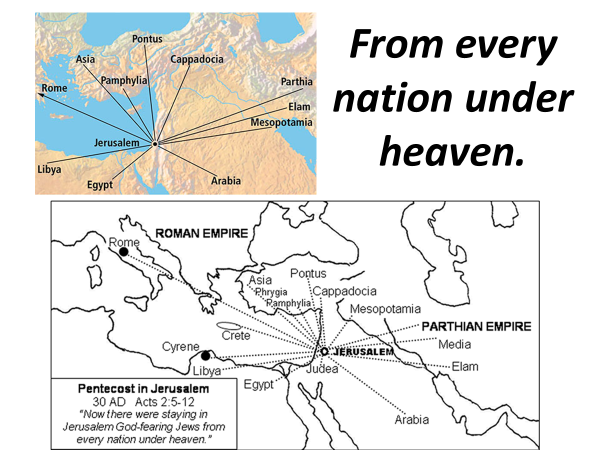 From every
nation under
heaven.
Pontus
Asia
Cappadocia
Pamphylia
Rome
Parthia
Elam
Mesopotamia
Jerusalem
Libya
Egypt
Arabia
ROMAN EMPIRE
Rome
Asia
Pontus
Phrygia
Cappadocia
Pamphylia
Mesopotamia
Crete
PARTHIAN EMPIRE
Cyrene
Media
JERUSALEM
Libya
Judea
Elam
Egypt
Arabia
Pentecost in Jerusalem
30 AD Acts 2:5-12
"Now there were staying in
Jerusalem God-fearing Jews from
every nation under heaven."